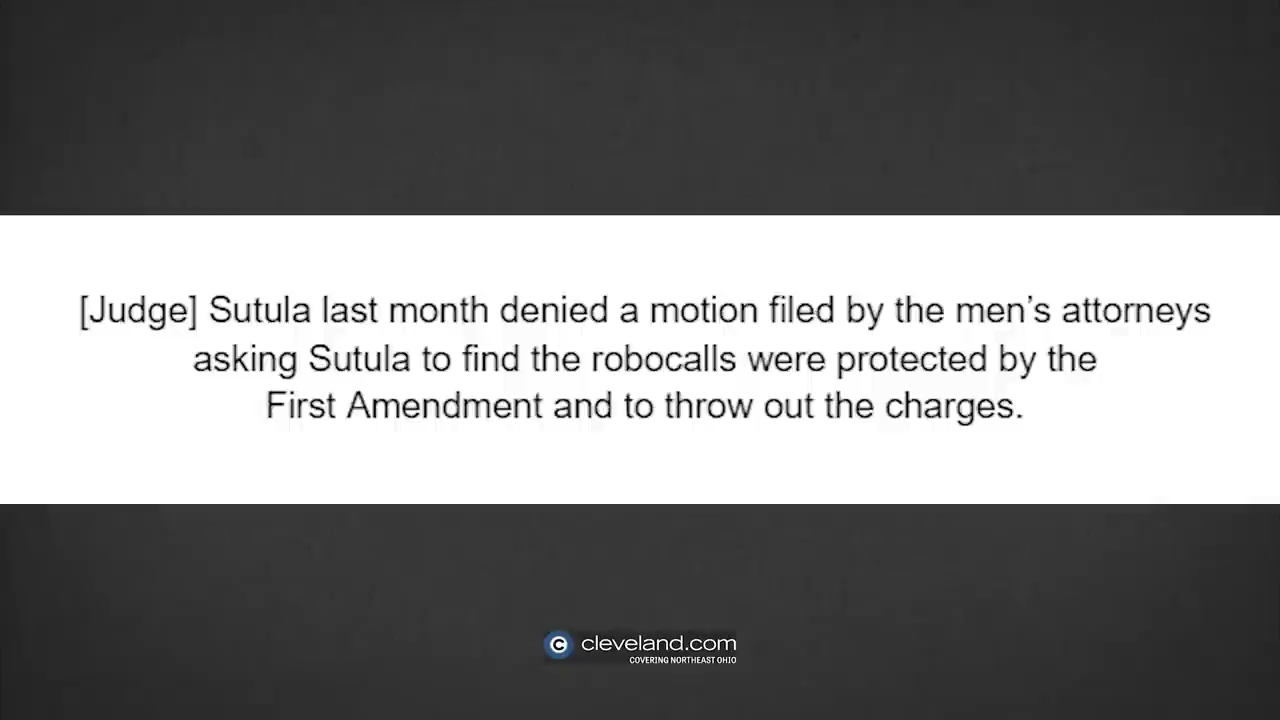 [Judge] Sutula last month denied a motion filed by the men’s attorneys
asking Sutula to find the robocalls were protected by the
First Amendment and to throw out the charges.
C cleveland.com
COVERING NORTHEAST OHIO